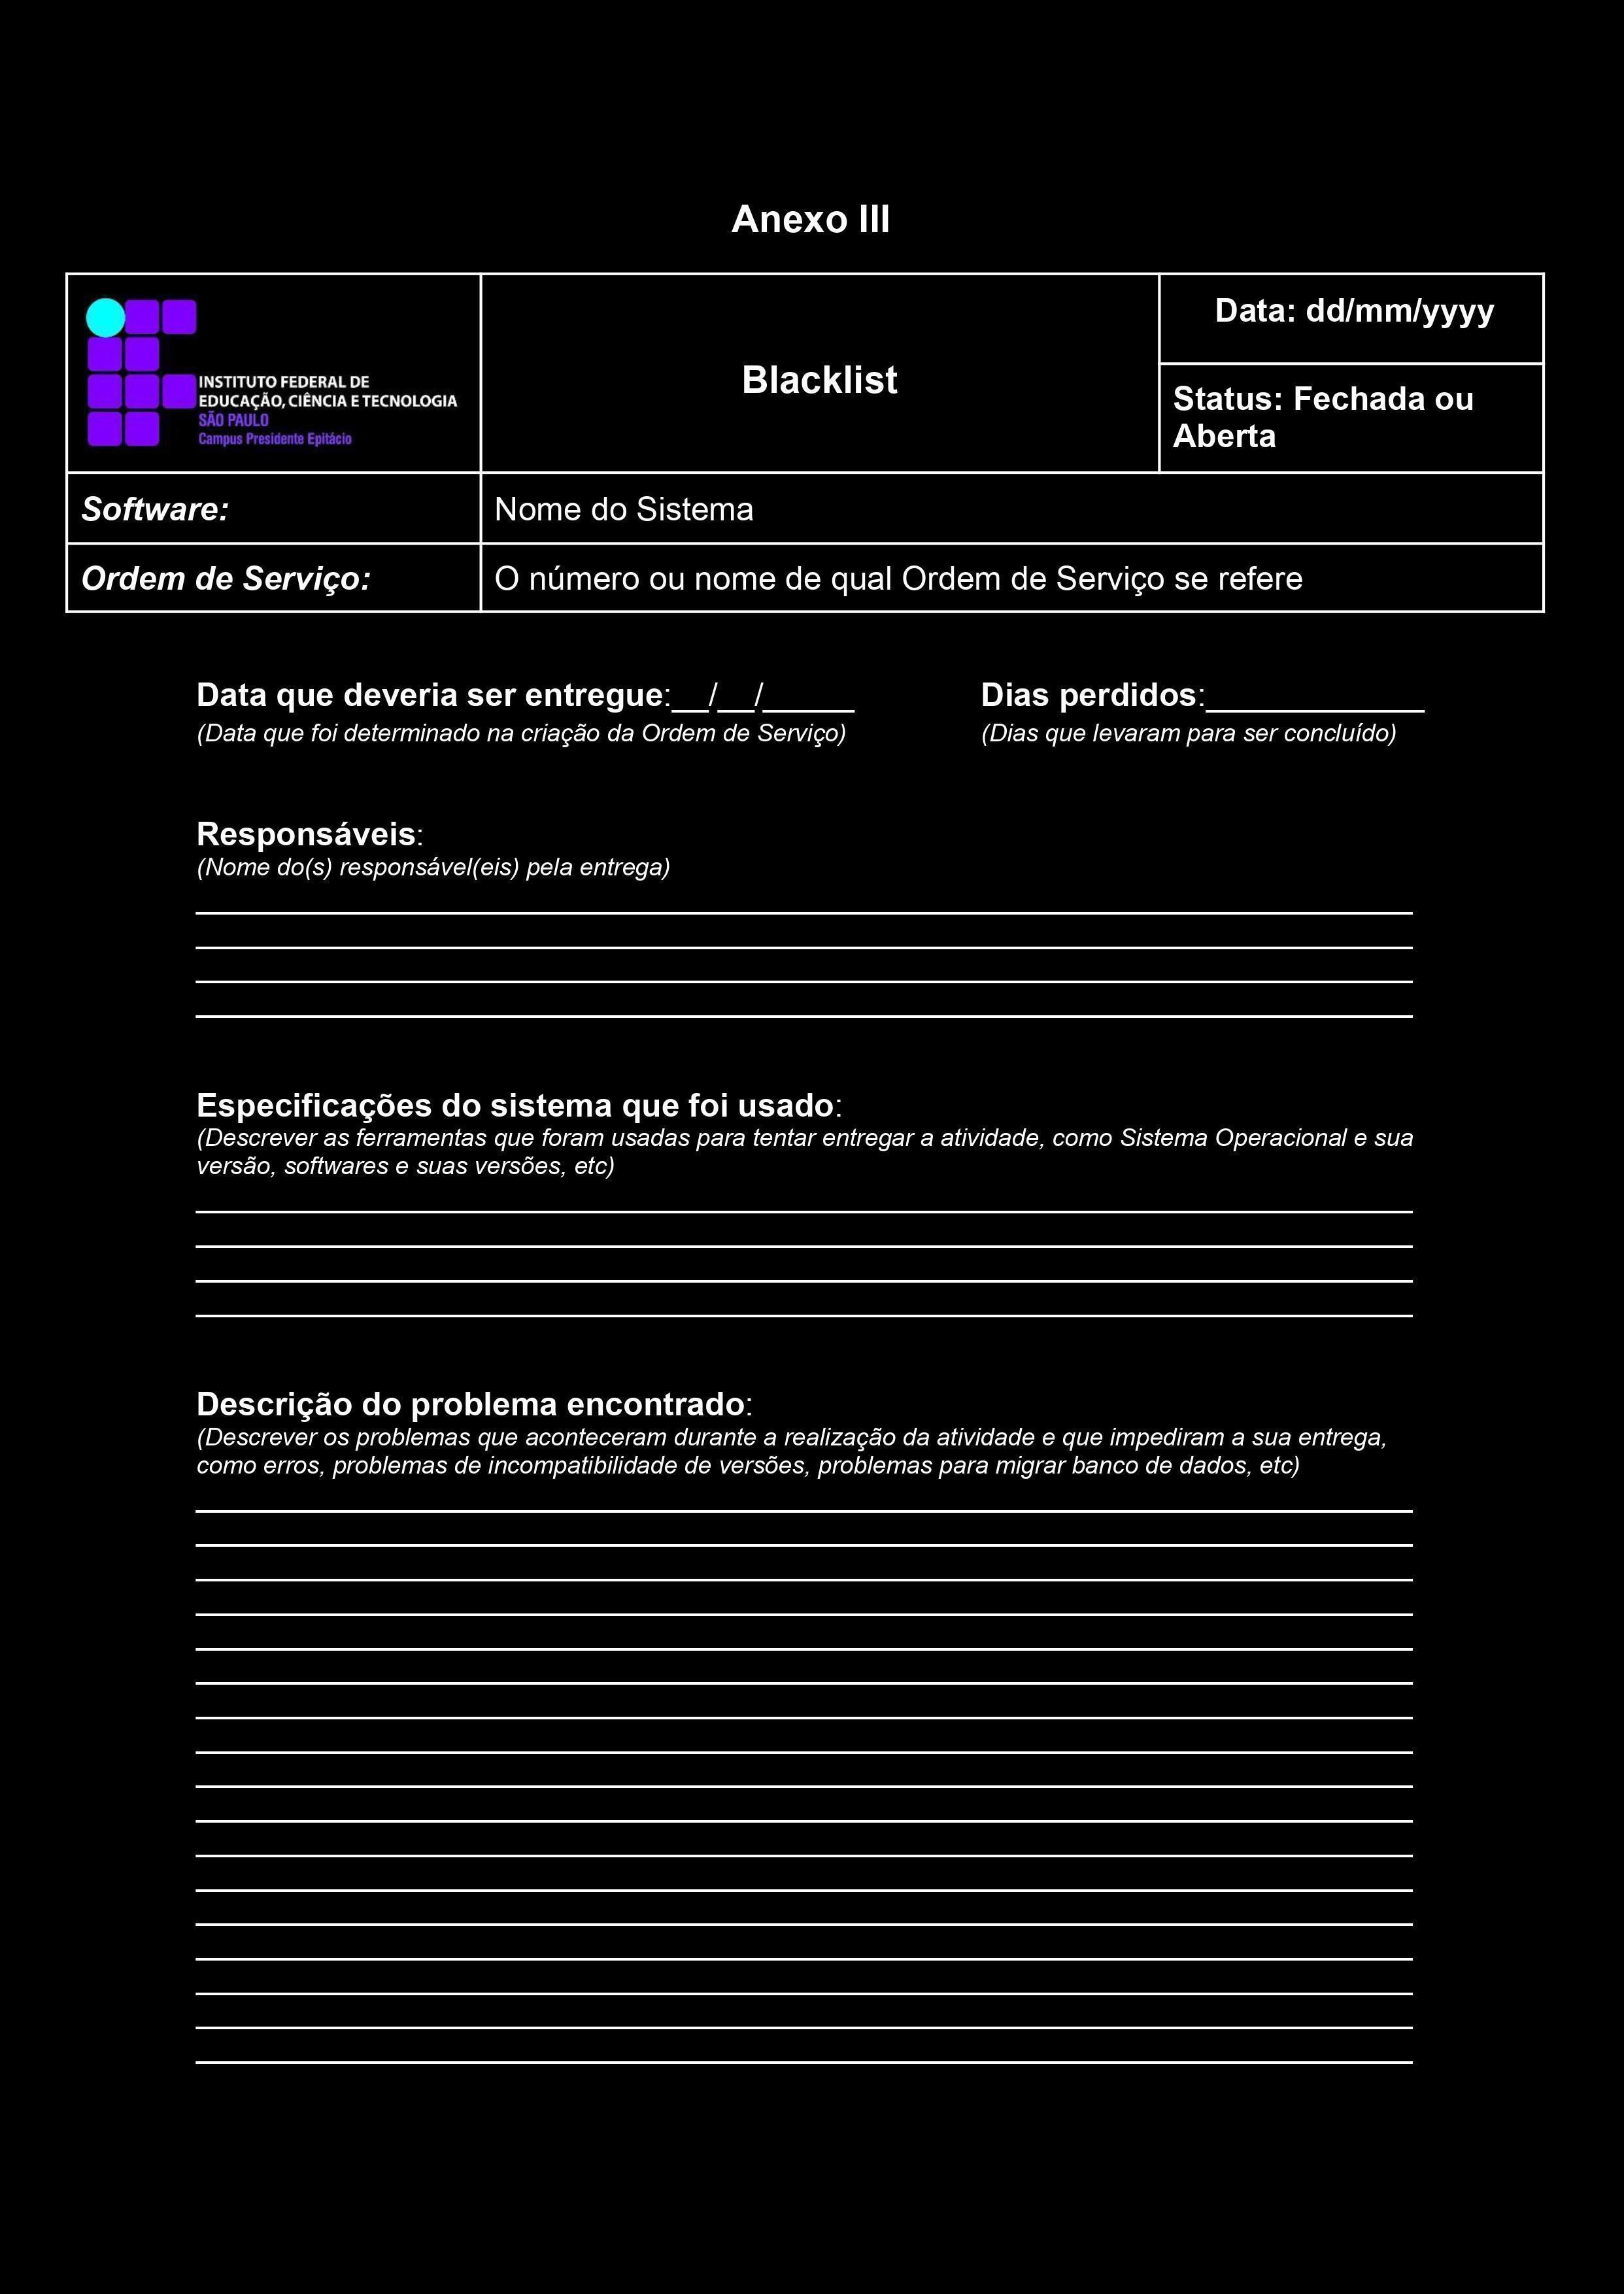 Anexo III
INSTITUTO FEDERAL DE
EDUCAÇÃO, CIÊNCIA E TECNOLOGIA
SÃO PAULO
Campus Presidente Epitácio
Blacklist
Data: dd/mm/yyyy
Status: Fechada ou
Aberta
Software:
Nome do Sistema
Ordem de Serviço:
O número ou nome de qual Ordem de Serviço se refere
Data que deveria ser entregue:__/__/_____ Dias perdidos:____________
(Data que foi determinado na criação da Ordem de Serviço) (Dias que levaram para ser concluído)
Responsáveis:
(Nome do(s) responsável(eis) pela entrega)
Especificações do sistema que foi usado:
(Descrever as ferramentas que foram usadas para tentar entregar a atividade, como Sistema Operacional e sua
versão, softwares e suas versões, etc)
Descrição do problema encontrado:
(Descrever os problemas que aconteceram durante a realização da atividade e que impediram a sua entrega,
como erros, problemas de incompatibilidade de versões, problemas para migrar banco de dados, etc)